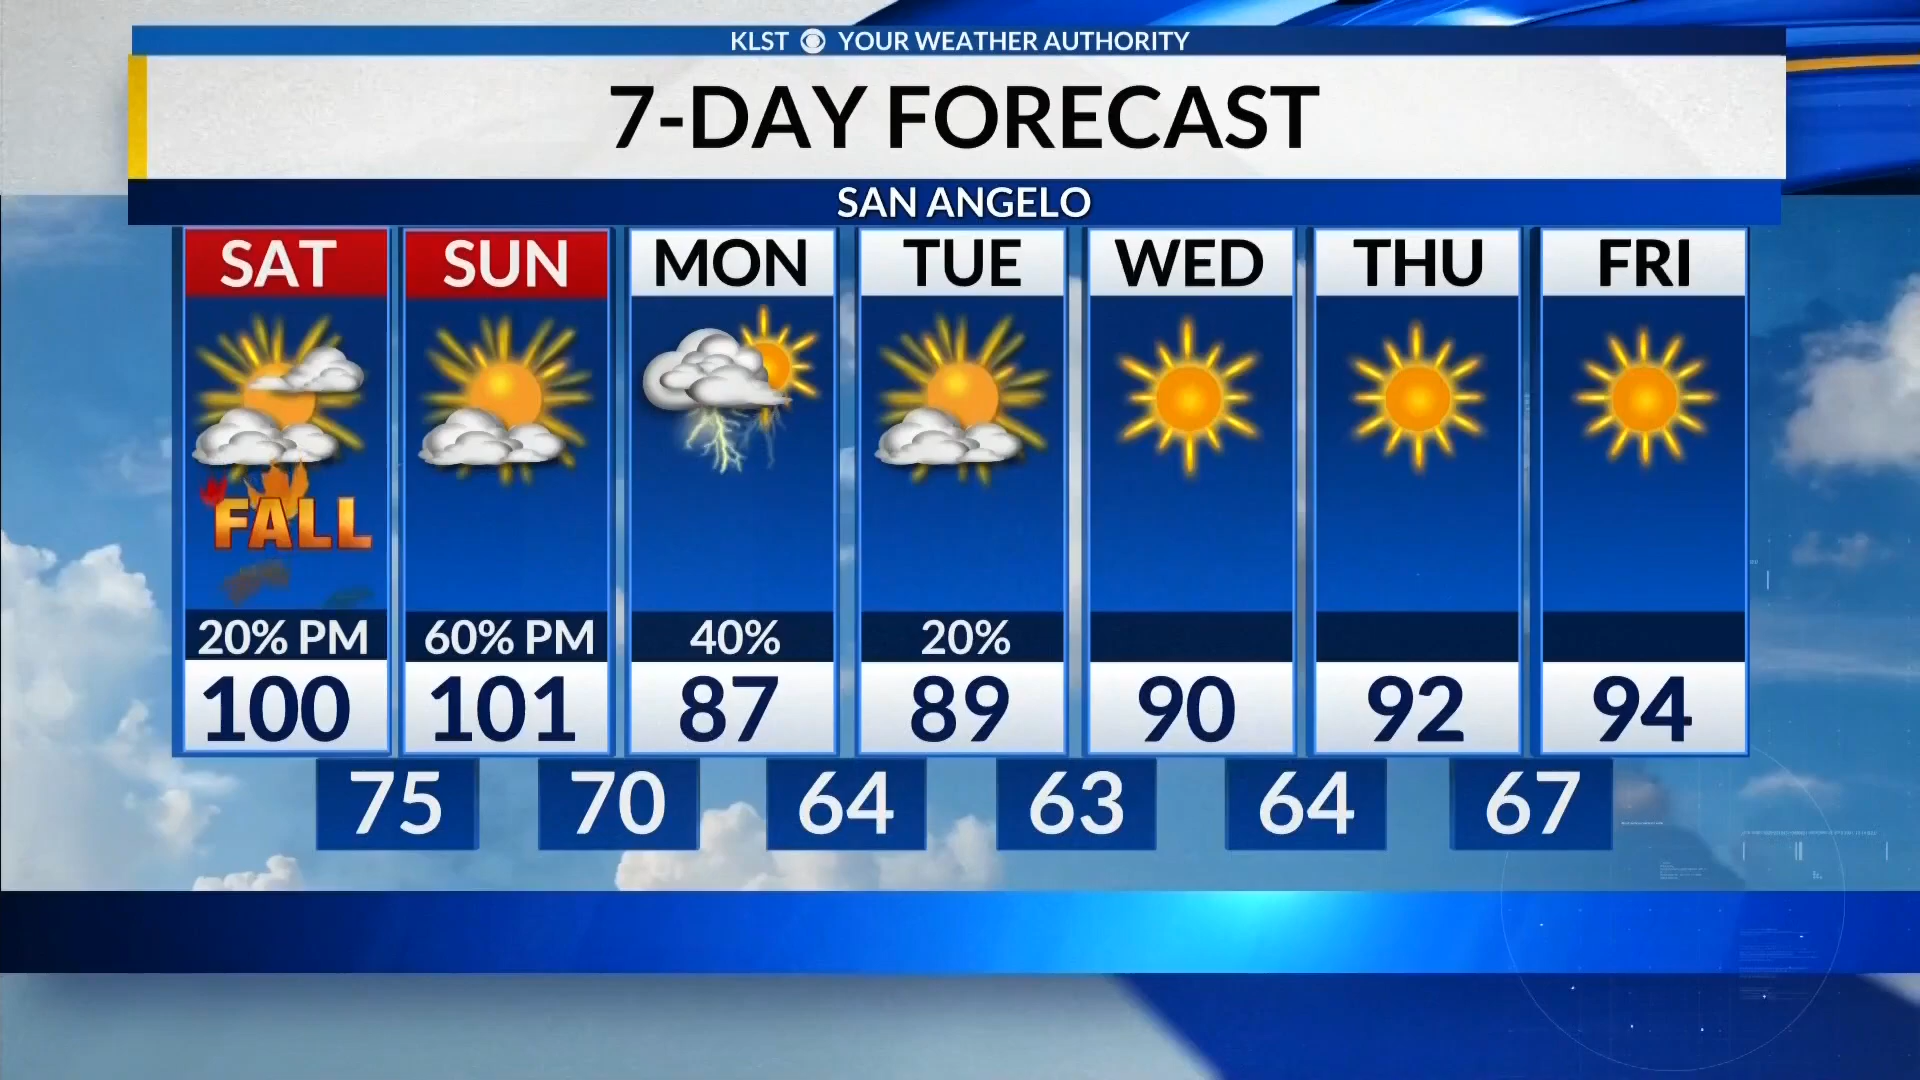 KLST YOUR WEATHER AUTHORITY
7-DAY FORECAST
SAN ANGELO
SAT SUN MON TUE WED THU FRI
FALL
20% PM 60% PM 40% 20%
100 101 87 89 90 92 94
75 70 64 63 64 67